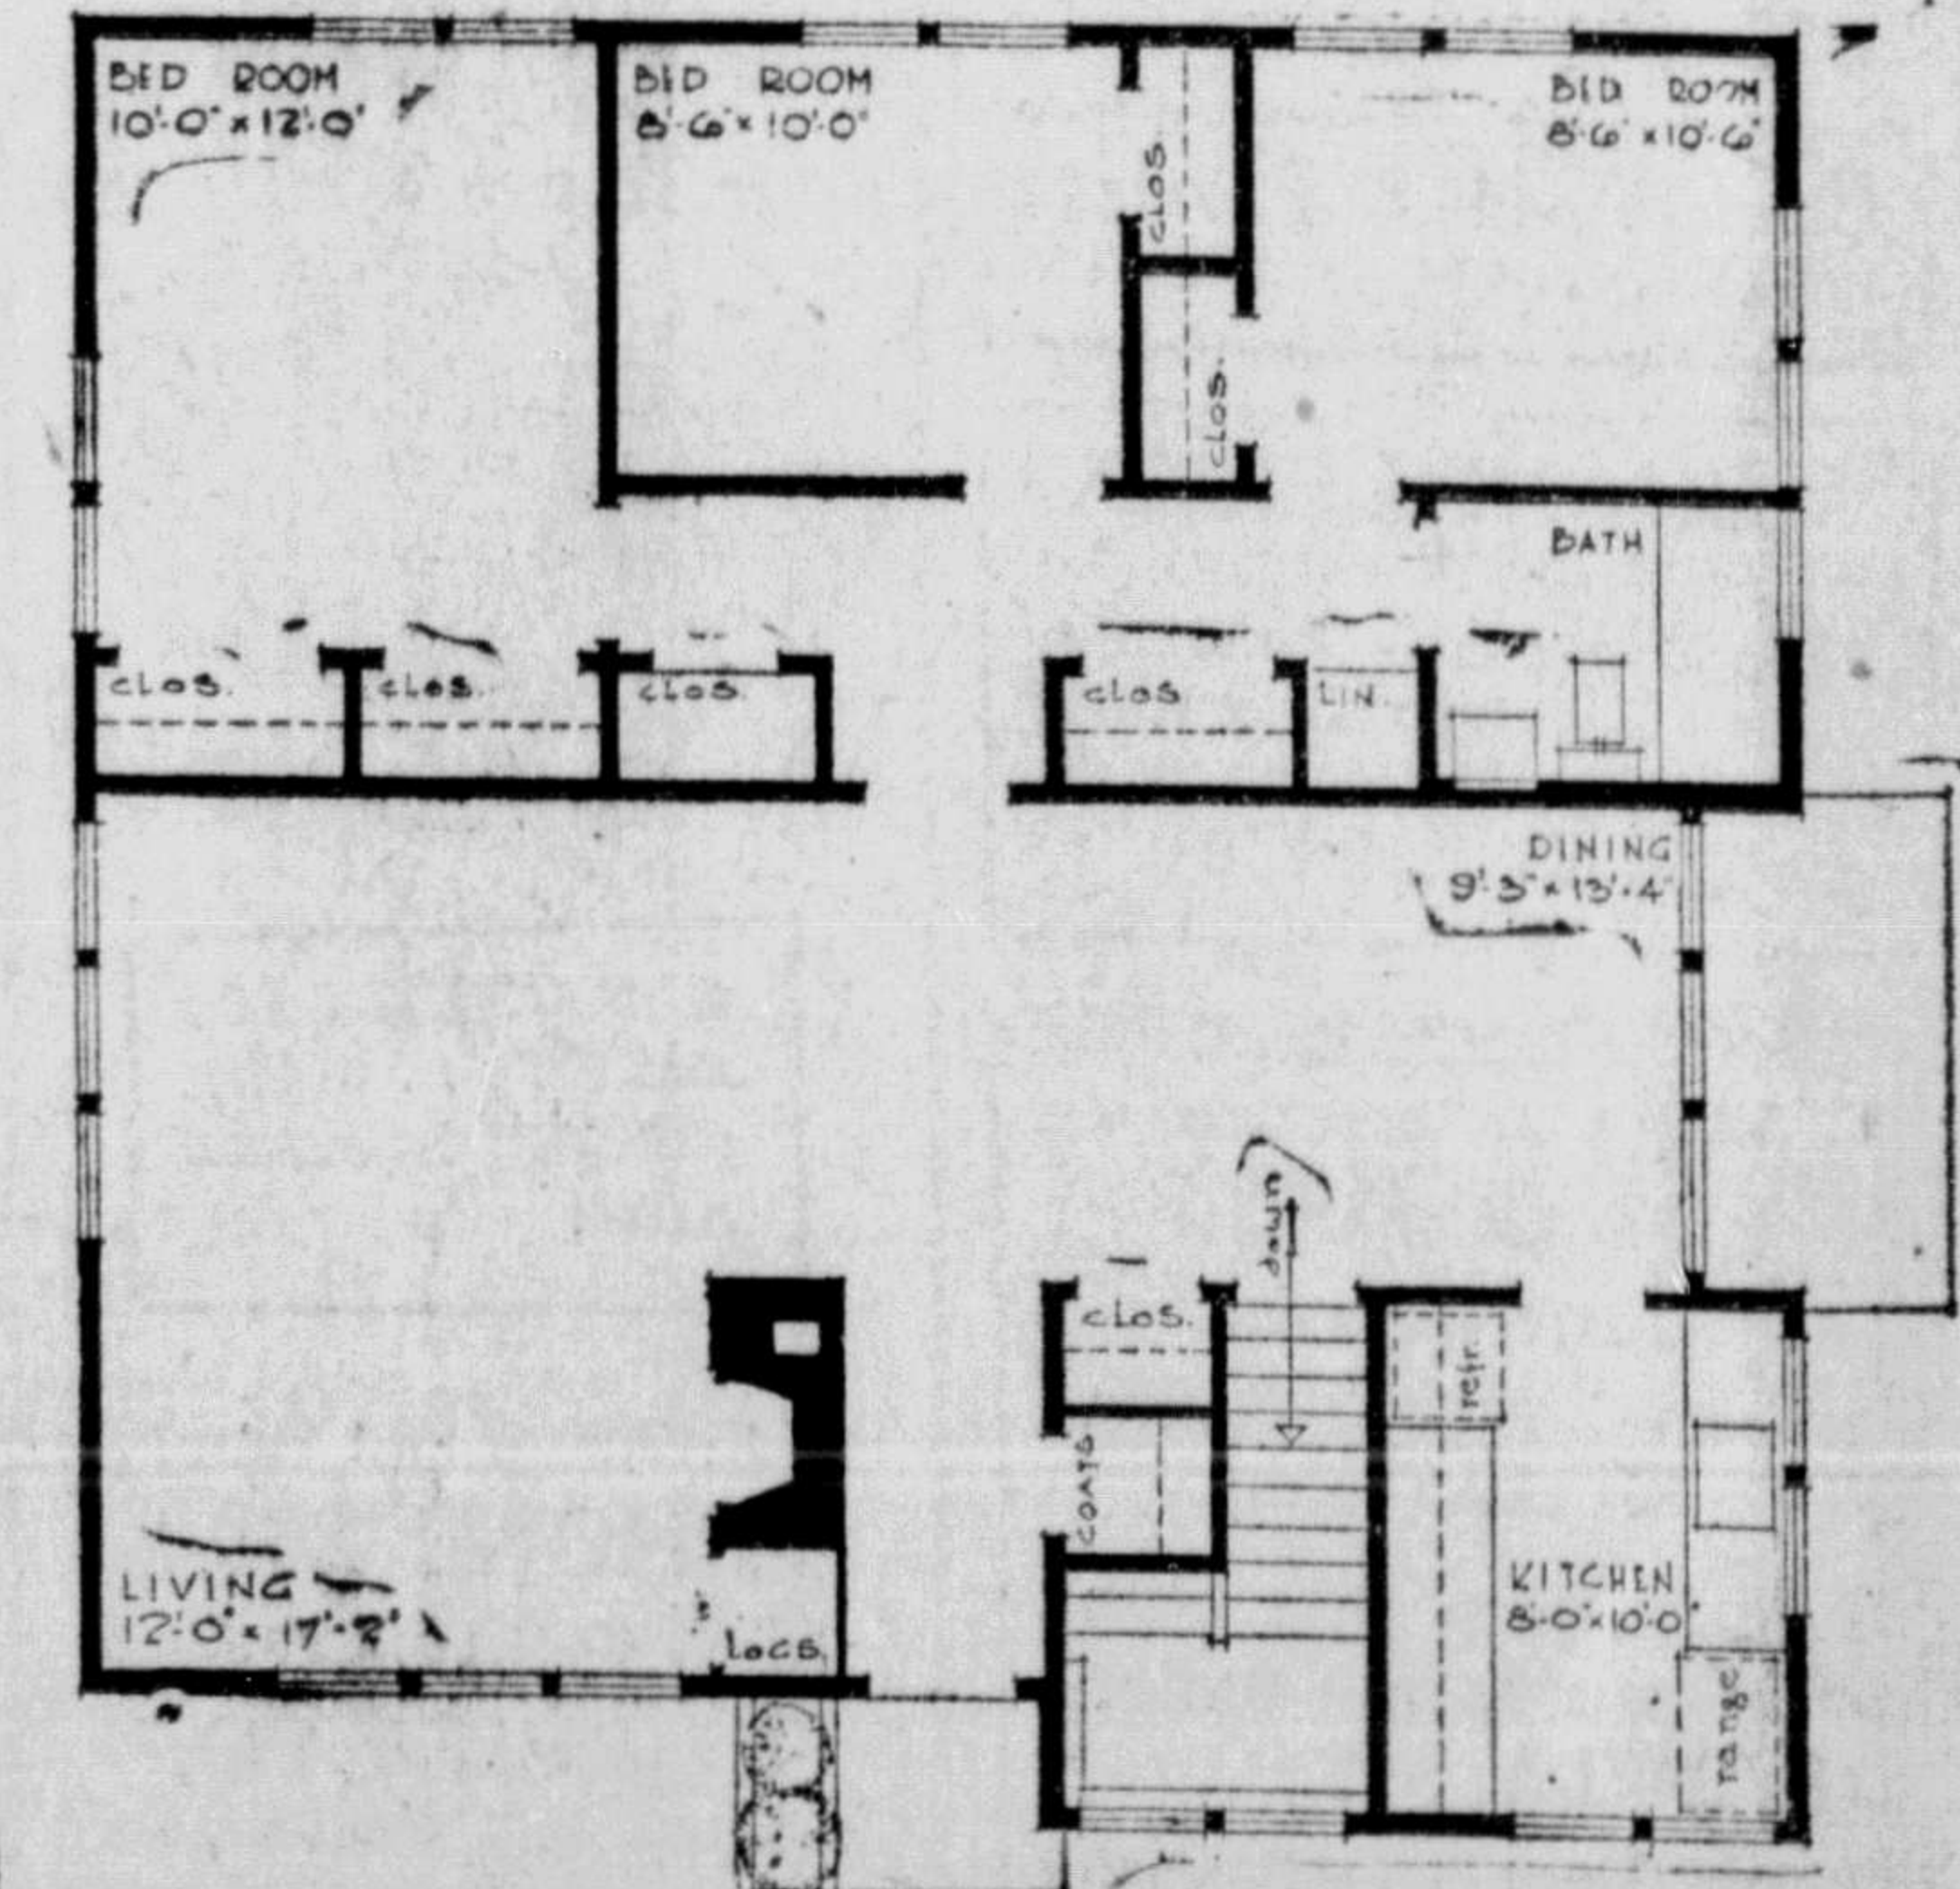 BED ROOM
10'-0" x 12'-0"
BED ROOM
8'-6" x 10'-0"
BED ROOM
8'-6" x 10'-6"
CLOS.
CLOS.
BATH
CLOS.
CLOS.
CLOS.
CLOS
LIN.
DINING
9'-3" x 13'-4"
down
CLOS.
refr.
COATS
LIVING
12'-0" x 17'-2"
LOGS.
KITCHEN
8'-0" x 10'-0"
range